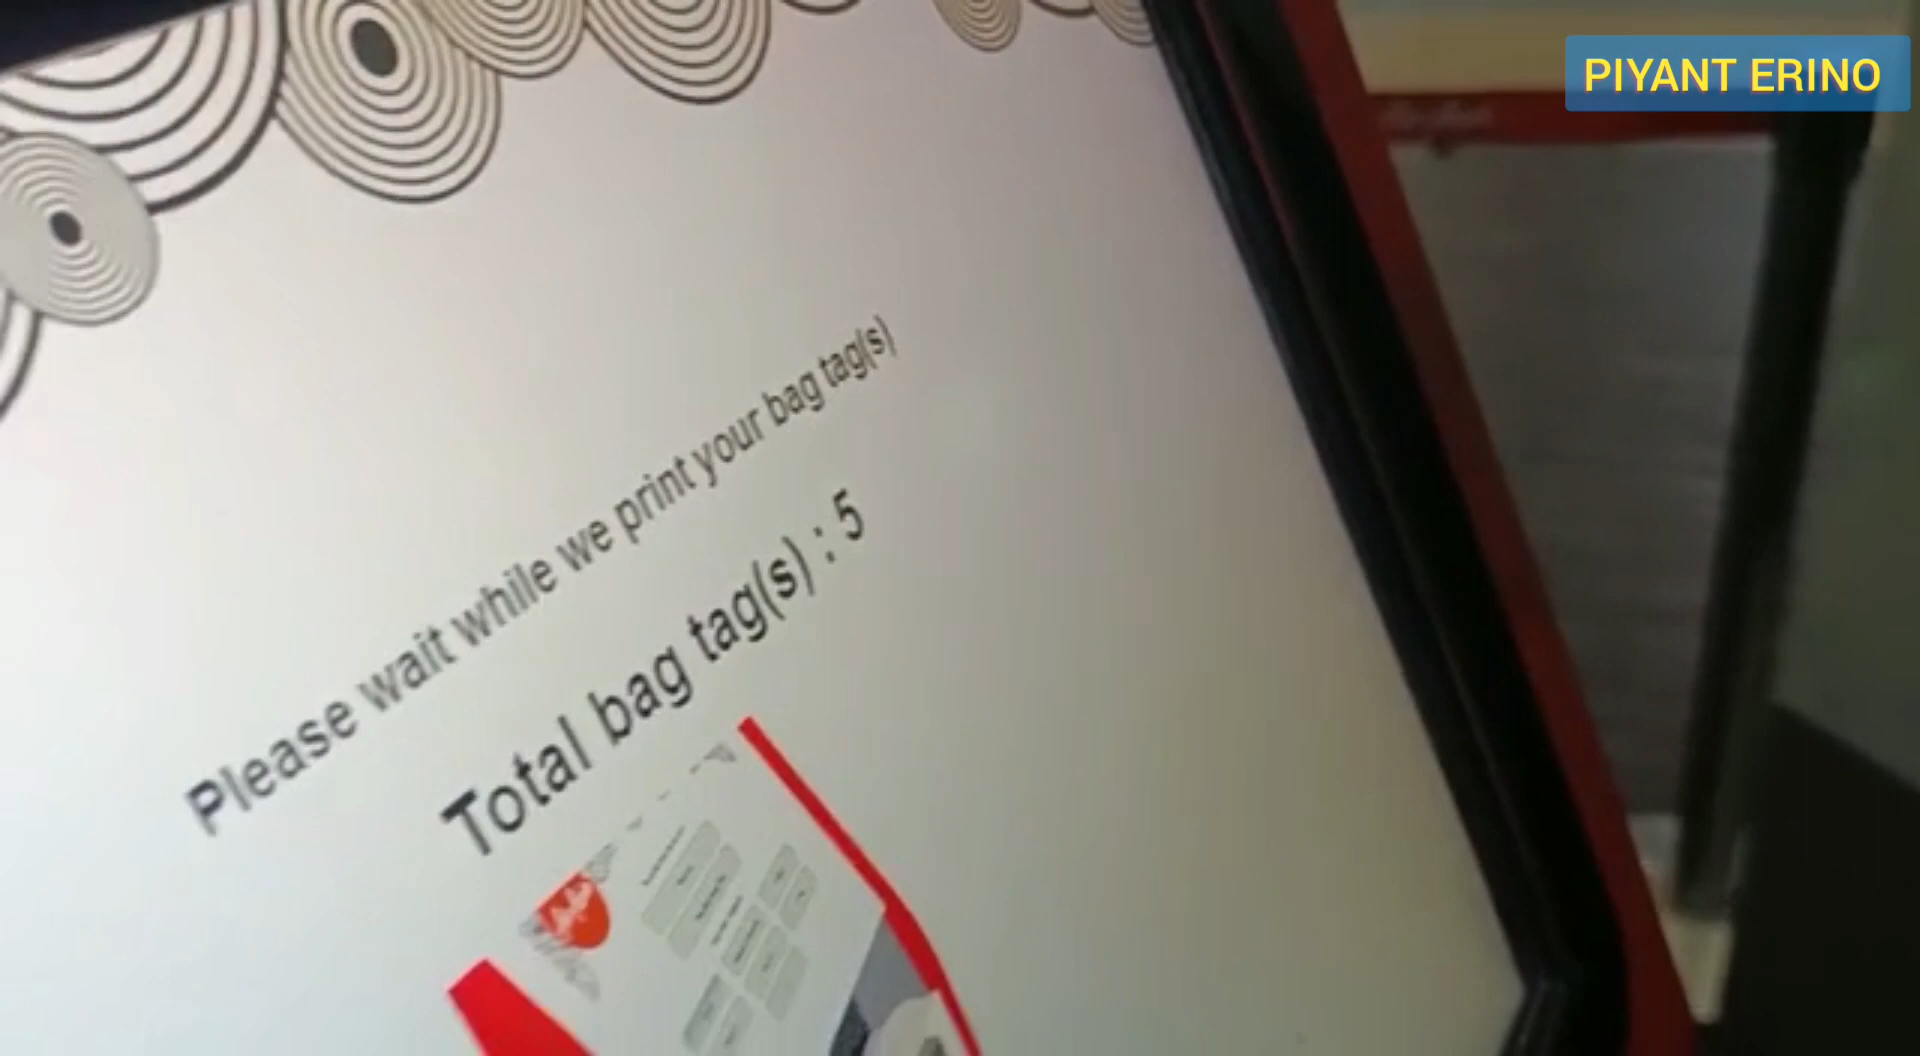 PIYANT ERINO
Please wait while we print your bag tag(s)
Total bag tag(s) : 5